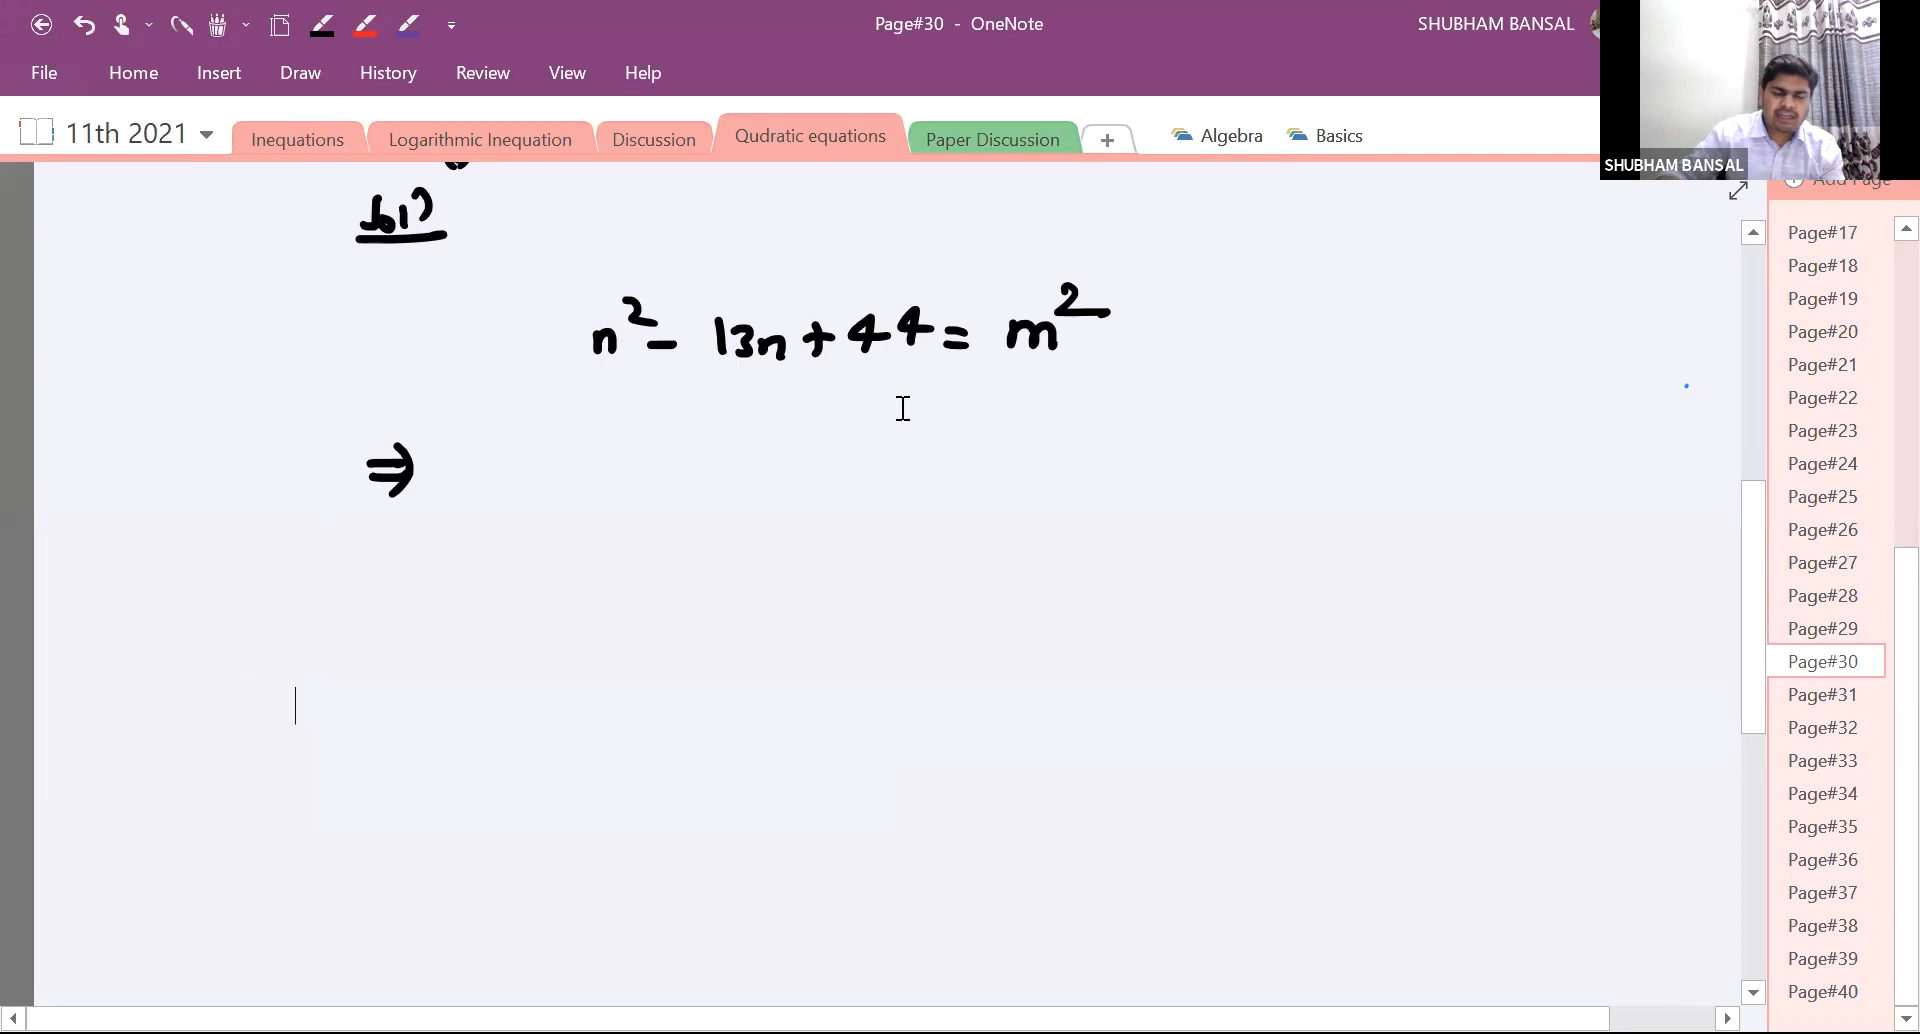 Page#30 - OneNote
SHUBHAM BANSAL
File Home Insert Draw History Review View Help
11th 2021
Inequations
Logarithmic Inequation
Discussion
Qudratic equations
Paper Discussion
+
Algebra
Basics
SHUBHAM BANSAL
Add Page
Solⁿ
n² - 13n + 44 = m²
⇒
Page#17
Page#18
Page#19
Page#20
Page#21
Page#22
Page#23
Page#24
Page#25
Page#26
Page#27
Page#28
Page#29
Page#30
Page#31
Page#32
Page#33
Page#34
Page#35
Page#36
Page#37
Page#38
Page#39
Page#40